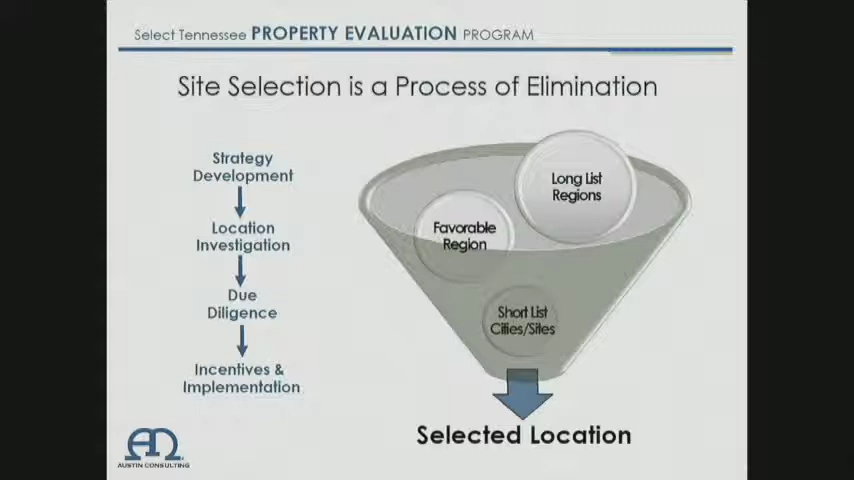 Select Tennessee PROPERTY EVALUATION PROGRAM
Site Selection is a Process of Elimination
Strategy
Development
Location
Investigation
Due
Diligence
Incentives &
Implementation
Long List
Regions
Favorable
Region
Short List
Cities/Sites
Selected Location
AUSTIN CONSULTING